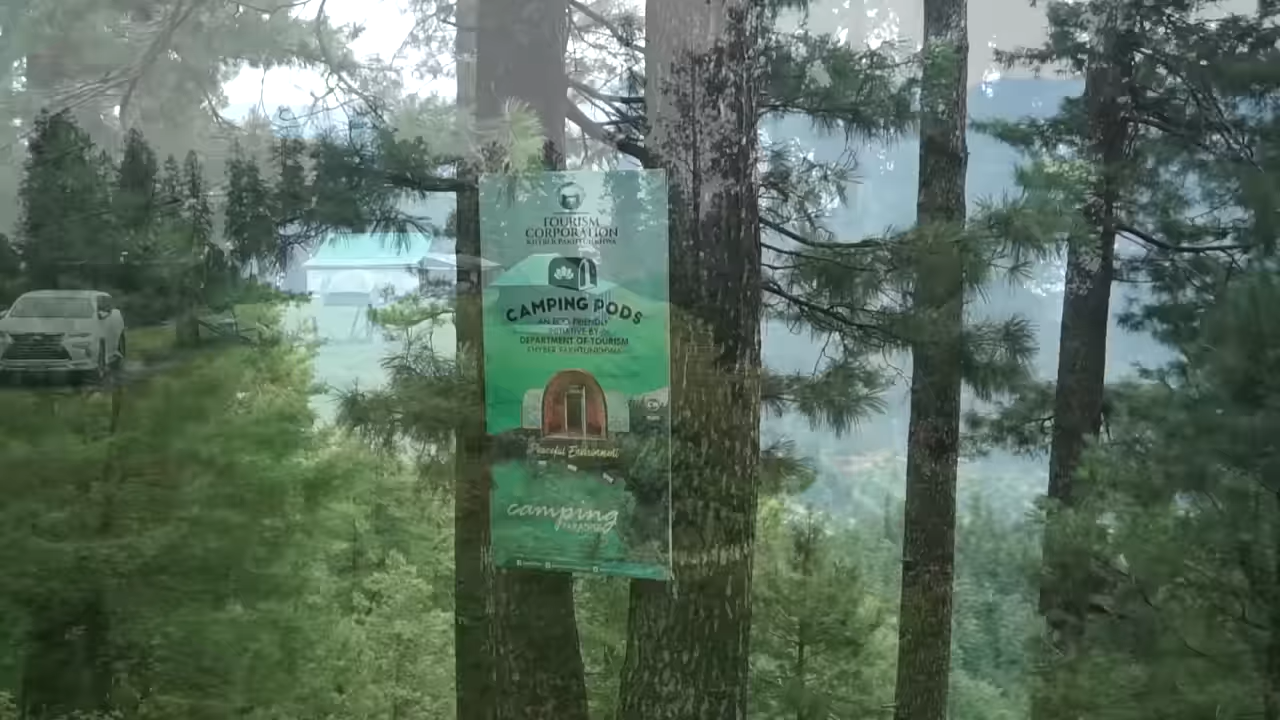 TOURISM
CORPORATION
KHYBER PAKHTUNKHWA
CAMPING PODS
AN ECO-FRIENDLY
INITIATIVE BY
DEPARTMENT OF TOURISM
KHYBER PAKHTUNKHWA
Peaceful Environment
camping
PARADISE